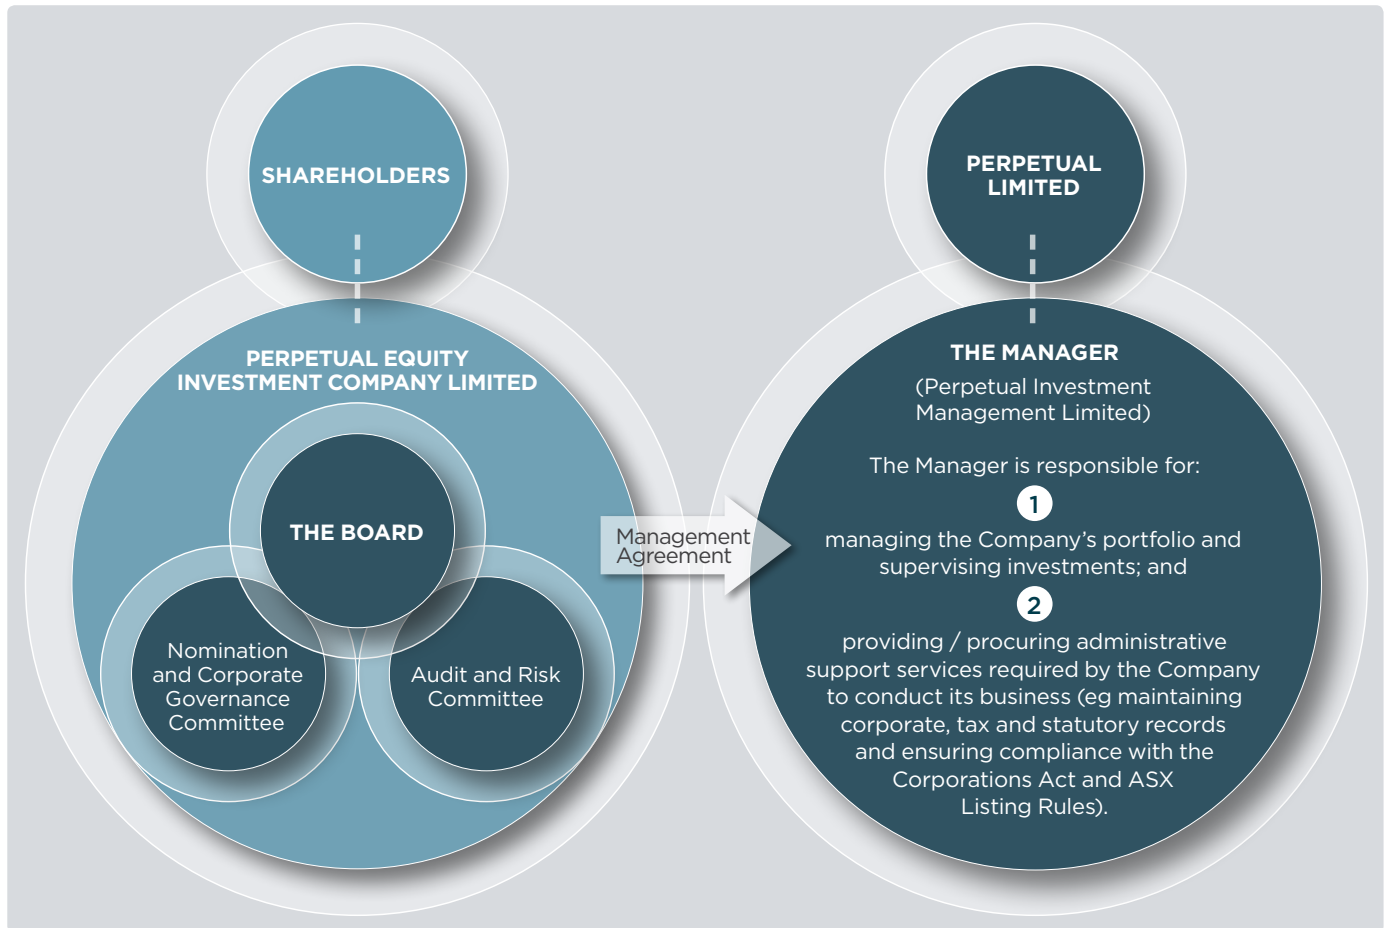 SHAREHOLDERS
PERPETUAL EQUITY
INVESTMENT COMPANY LIMITED
THE BOARD
Nomination
and Corporate
Governance
Committee
Audit and Risk
Committee
Management
Agreement
PERPETUAL
LIMITED
THE MANAGER
(Perpetual Investment
Management Limited)
The Manager is responsible for:
1
managing the Company’s portfolio and
supervising investments; and
2
providing / procuring administrative
support services required by the Company
to conduct its business (eg maintaining
corporate, tax and statutory records
and ensuring compliance with the
Corporations Act and ASX
Listing Rules).